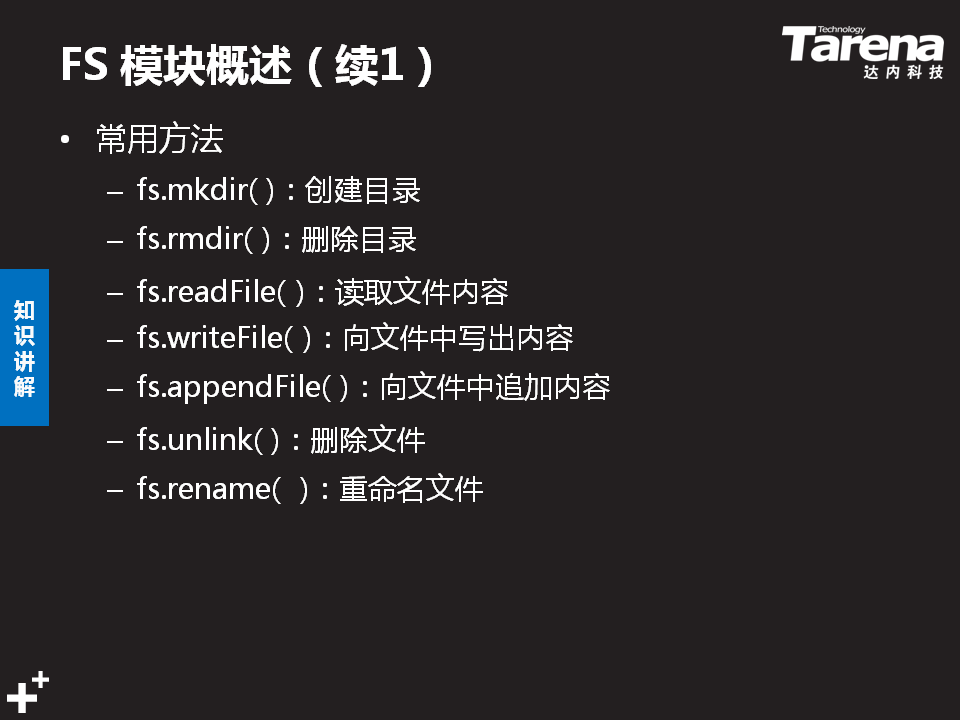 FS 模块概述（续1）
Technology
Tarena
达内科技
• 常用方法
– fs.mkdir( )：创建目录
– fs.rmdir( )：删除目录
– fs.readFile( )：读取文件内容
– fs.writeFile( )：向文件中写出内容
– fs.appendFile( )：向文件中追加内容
– fs.unlink( )：删除文件
– fs.rename(  )：重命名文件
知识讲解